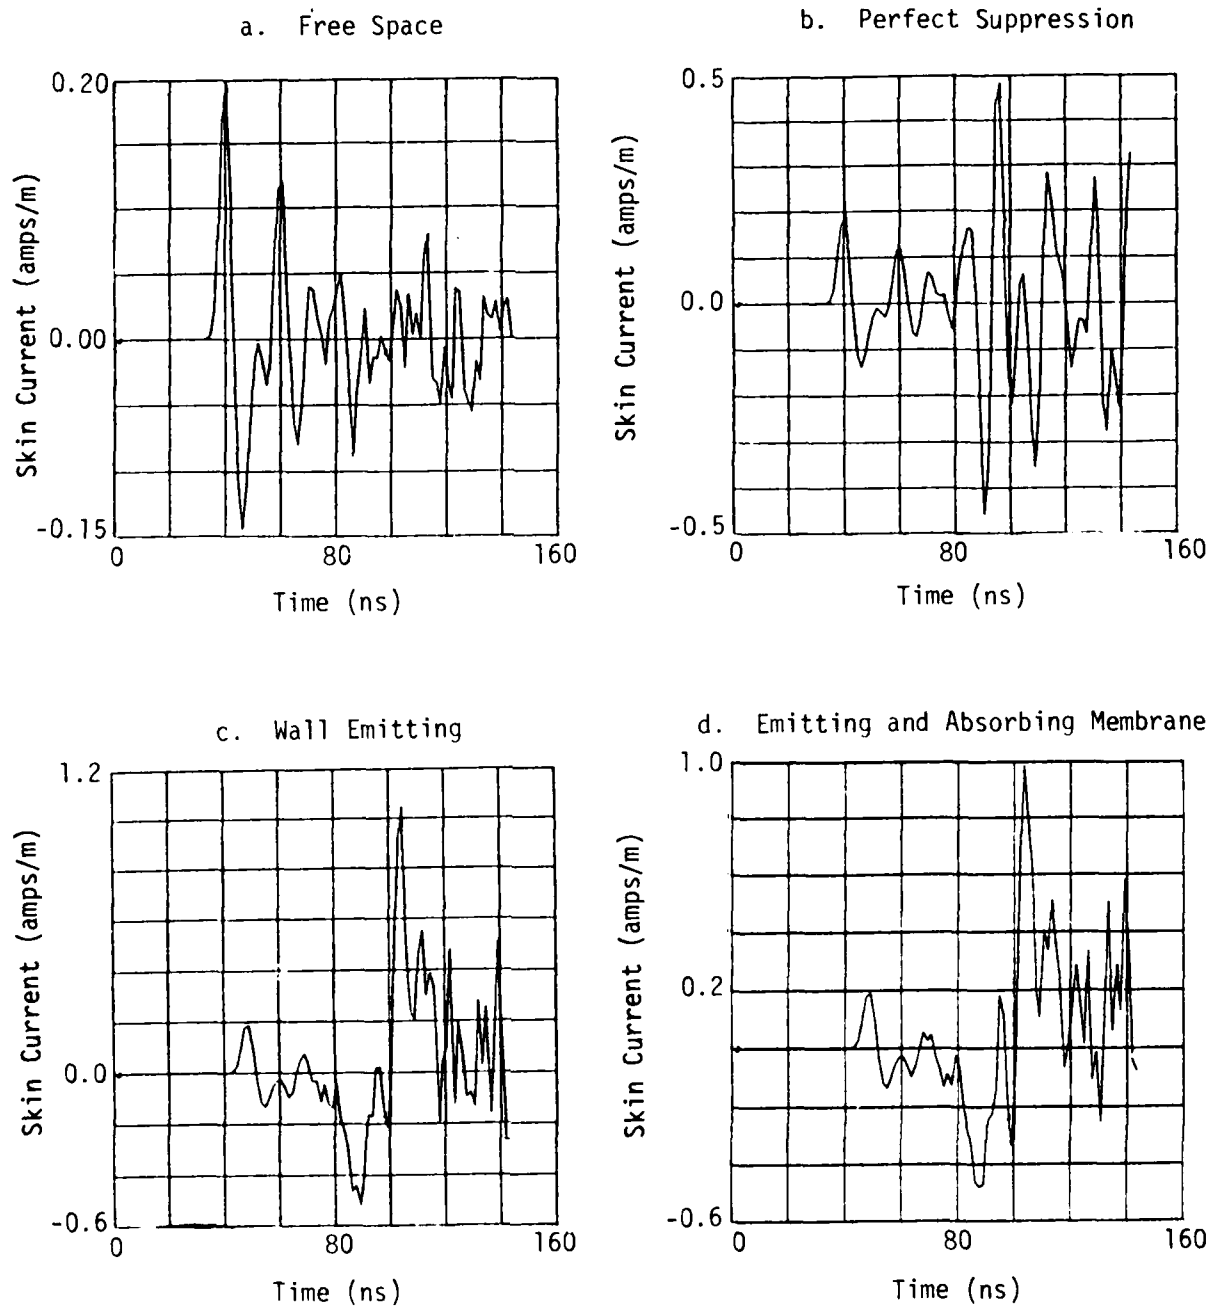 a. Free Space
0.20
0.00
-0.15
0
80
160
Skin Current (amps/m)
Time (ns)
b. Perfect Suppression
0.5
0.0
-0.5
0
80
160
Skin Current (amps/m)
Time (ns)
c. Wall Emitting
1.2
0.0
-0.6
0
80
160
Skin Current (amps/m)
Time (ns)
d. Emitting and Absorbing Membrane
1.0
0.2
-0.6
0
80
160
Skin Current (amps/m)
Time (ns)